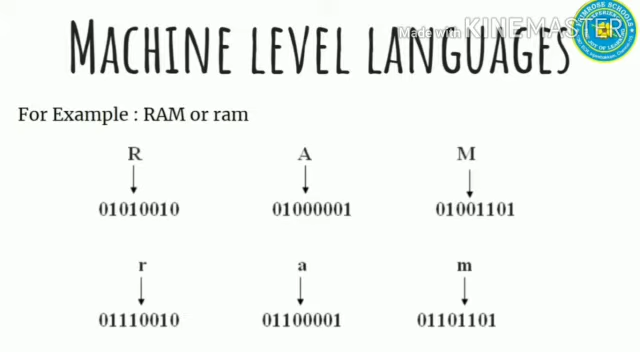 Made with KINEMASTER
MACHINE LEVEL LANGUAGES
For Example : RAM or ram
R A M
01010010 01000001 01001101
r a m
01110010 01100001 01101101